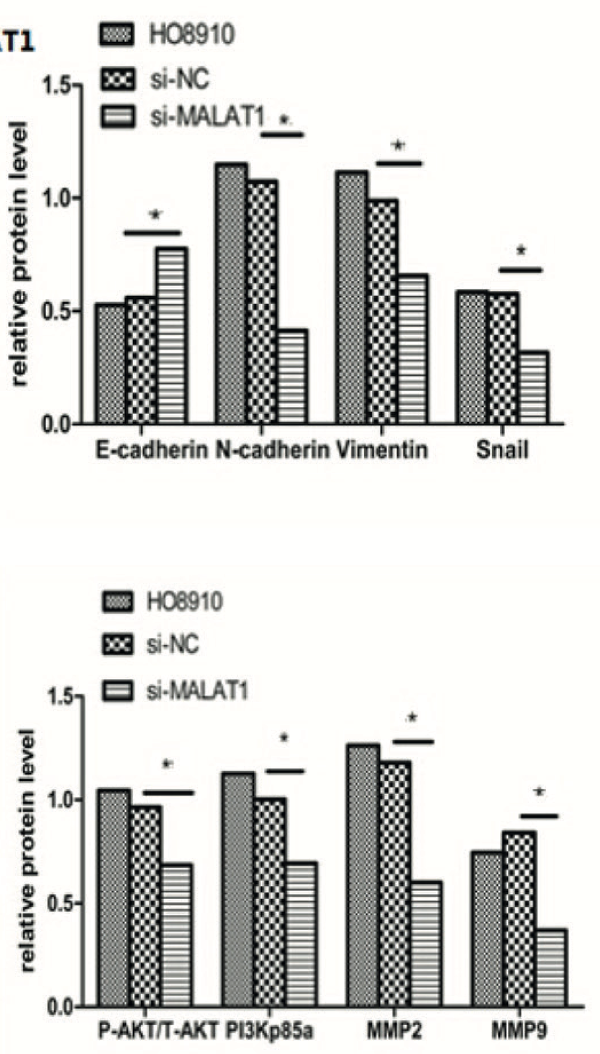 AT1
HO8910
si-NC
si-MALAT1
*
*
*
*
1.5
1.0
0.5
0.0
relative protein level
E-cadherin N-cadherin Vimentin Snail
HO8910
si-NC
si-MALAT1
*
*
*
*
1.5
1.0
0.5
0.0
relative protein level
P-AKT/T-AKT PI3Kp85a MMP2 MMP9